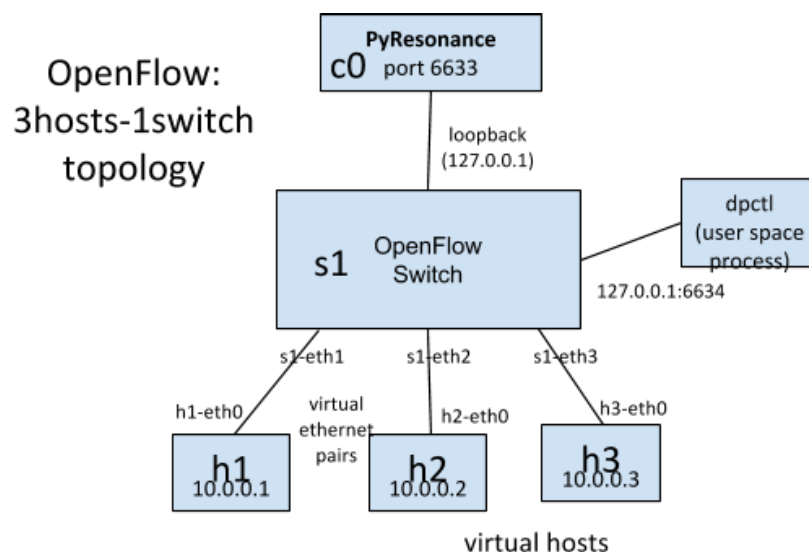 OpenFlow:
3hosts-1switch
topology
PyResonance
c0 port 6633
loopback
(127.0.0.1)
dpctl
(user space
process)
s1 OpenFlow
Switch
127.0.0.1:6634
s1-eth1 s1-eth2 s1-eth3
h1-eth0 virtual
ethernet
pairs
h2-eth0 h3-eth0
h1
10.0.0.1
h2
10.0.0.2
h3
10.0.0.3
virtual hosts